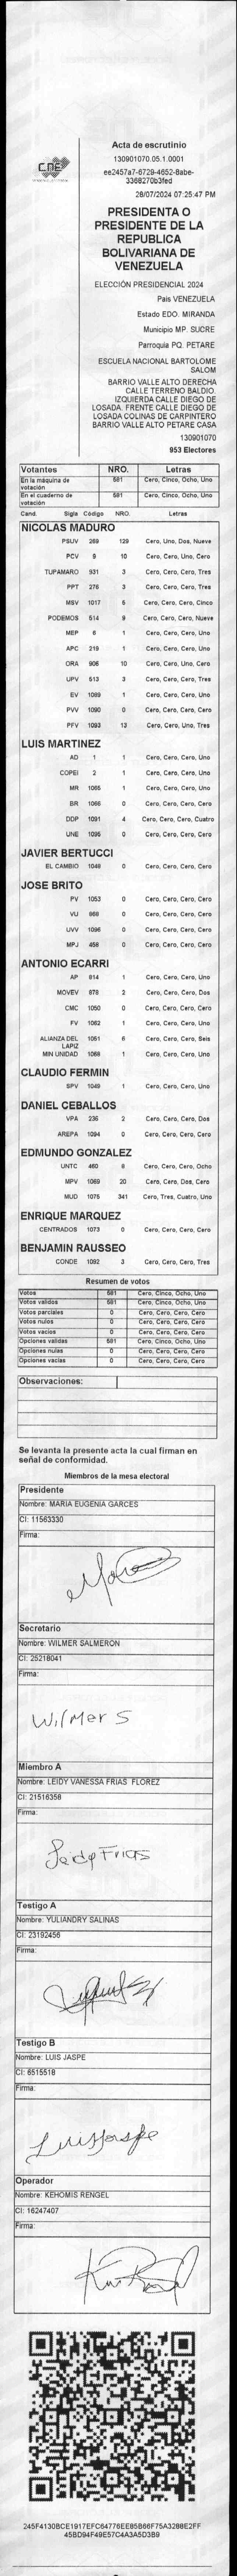 CNE
Acta de escrutinio
130901070.05.1.0001
ee2457a7-6729-4652-8abe-
3368270b3fed
28/07/2024 07:25:47 PM
PRESIDENTA O
PRESIDENTE DE LA
REPUBLICA
BOLIVARIANA DE
VENEZUELA
ELECCIÓN PRESIDENCIAL 2024
Pais VENEZUELA
Estado EDO. MIRANDA
Municipio MP. SUCRE
Parroquia PQ. PETARE
ESCUELA NACIONAL BARTOLOME
SALOM
BARRIO VALLE ALTO DERECHA
CALLE TERRENO BALDIO.
IZQUIERDA CALLE DIEGO DE
LOSADA. FRENTE CALLE DIEGO DE
LOSADA COLINAS DE CARPINTERO
BARRIO VALLE ALTO PETARE CASA
130901070
953 Electores
Votantes NRO. Letras
En la máquina de votación 581 Cero, Cinco, Ocho, Uno
En el cuaderno de votación 581 Cero, Cinco, Ocho, Uno
Cand. Sigla Código NRO. Letras
NICOLAS MADURO
PSUV 269 129 Cero, Uno, Dos, Nueve
PCV 9 10 Cero, Cero, Uno, Cero
TUPAMARO 931 3 Cero, Cero, Cero, Tres
PPT 276 3 Cero, Cero, Cero, Tres
MSV 1017 5 Cero, Cero, Cero, Cinco
PODEMOS 514 9 Cero, Cero, Cero, Nueve
MEP 6 1 Cero, Cero, Cero, Uno
APC 219 1 Cero, Cero, Cero, Uno
ORA 906 10 Cero, Cero, Uno, Cero
UPV 513 3 Cero, Cero, Cero, Tres
EV 1089 1 Cero, Cero, Cero, Uno
PVV 1090 0 Cero, Cero, Cero, Cero
PFV 1093 13 Cero, Cero, Uno, Tres
LUIS MARTINEZ
AD 1 1 Cero, Cero, Cero, Uno
COPEI 2 1 Cero, Cero, Cero, Uno
MR 1065 1 Cero, Cero, Cero, Uno
BR 1066 0 Cero, Cero, Cero, Cero
DDP 1091 4 Cero, Cero, Cero, Cuatro
UNE 1095 0 Cero, Cero, Cero, Cero
JAVIER BERTUCCI
EL CAMBIO 1048 0 Cero, Cero, Cero, Cero
JOSE BRITO
PV 1053 0 Cero, Cero, Cero, Cero
VU 868 0 Cero, Cero, Cero, Cero
UVV 1096 0 Cero, Cero, Cero, Cero
MPJ 458 0 Cero, Cero, Cero, Cero
ANTONIO ECARRI
AP 814 1 Cero, Cero, Cero, Uno
MOVEV 978 2 Cero, Cero, Cero, Dos
CMC 1050 0 Cero, Cero, Cero, Cero
FV 1062 1 Cero, Cero, Cero, Uno
ALIANZA DEL LAPIZ 1051 6 Cero, Cero, Cero, Seis
MIN UNIDAD 1068 1 Cero, Cero, Cero, Uno
CLAUDIO FERMIN
SPV 1049 1 Cero, Cero, Cero, Uno
DANIEL CEBALLOS
VPA 236 2 Cero, Cero, Cero, Dos
AREPA 1094 0 Cero, Cero, Cero, Cero
EDMUNDO GONZALEZ
UNTC 460 8 Cero, Cero, Cero, Ocho
MPV 1069 20 Cero, Cero, Dos, Cero
MUD 1075 341 Cero, Tres, Cuatro, Uno
ENRIQUE MARQUEZ
CENTRADOS 1073 0 Cero, Cero, Cero, Cero
BENJAMIN RAUSSEO
CONDE 1092 3 Cero, Cero, Cero, Tres
Resumen de votos
Votos 581 Cero, Cinco, Ocho, Uno
Votos validos 581 Cero, Cinco, Ocho, Uno
Votos parciales 0 Cero, Cero, Cero, Cero
Votos nulos 0 Cero, Cero, Cero, Cero
Votos vacios 0 Cero, Cero, Cero, Cero
Opciones validas 581 Cero, Cinco, Ocho, Uno
Opciones nulas 0 Cero, Cero, Cero, Cero
Opciones vacias 0 Cero, Cero, Cero, Cero
Observaciones:
Se levanta la presente acta la cual firman en
señal de conformidad.
Miembros de la mesa electoral
Presidente
Nombre: MARIA EUGENIA GARCES
CI: 11563330
Firma:
Secretario
Nombre: WILMER SALMERON
CI: 25218041
Firma:
Wilmer S
Miembro A
Nombre: LEIDY VANESSA FRIAS FLOREZ
CI: 21516358
Firma:
Leidy Frias
Testigo A
Nombre: YULIANDRY SALINAS
CI: 23192456
Firma:
Testigo B
Nombre: LUIS JASPE
CI: 6515518
Firma:
Luis Jaspe
Operador
Nombre: KEHOMIS RENGEL
CI: 16247407
Firma:
245F4130BCE1917EFC64776EE85B66F75A3288E2FF
45BD94F49E57C4A3A5D3B9